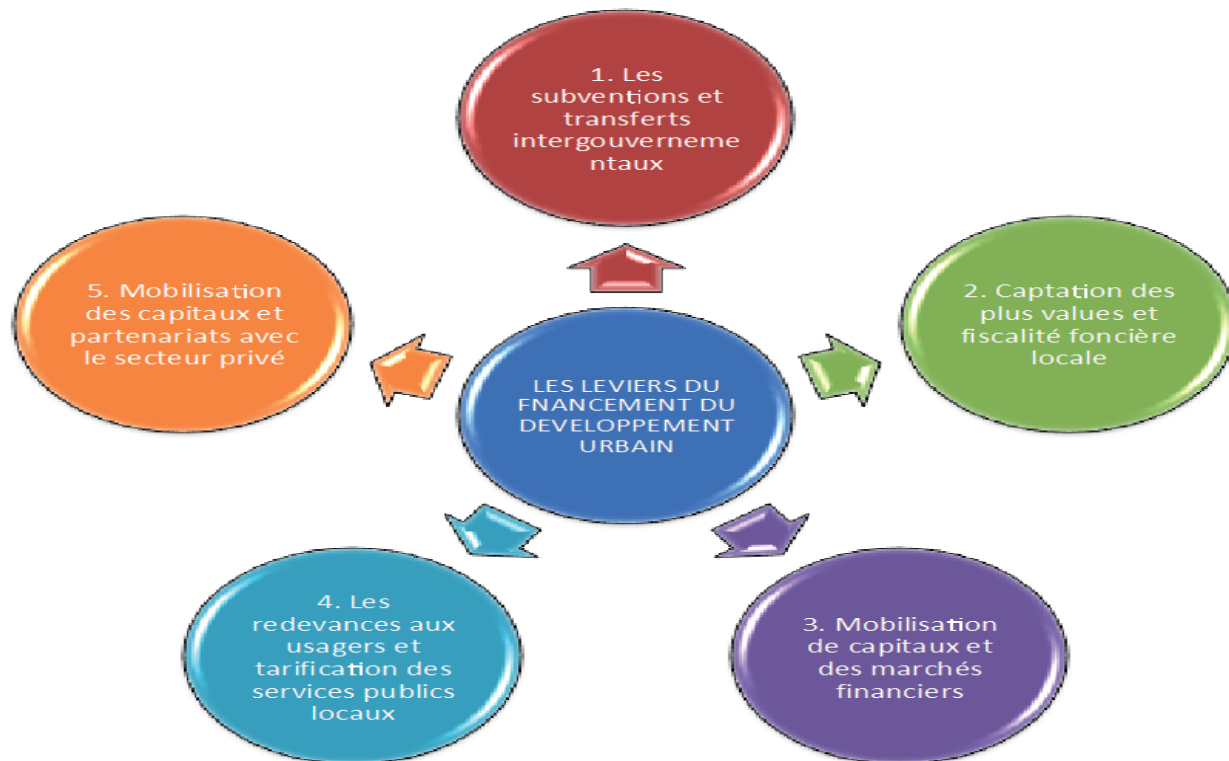 1. Les
subventions et
transferts
intergouverneme
ntaux
2. Captation des
plus values et
fiscalité foncière
locale
3. Mobilisation
de capitaux et
des marchés
financiers
4. Les
redevances aux
usagers et
tarification des
services publics
locaux
5. Mobilisation
des capitaux et
partenariats avec
le secteur privé
LES LEVIERS DU
FNANCEMENT DU
DEVELOPPEMENT
URBAIN